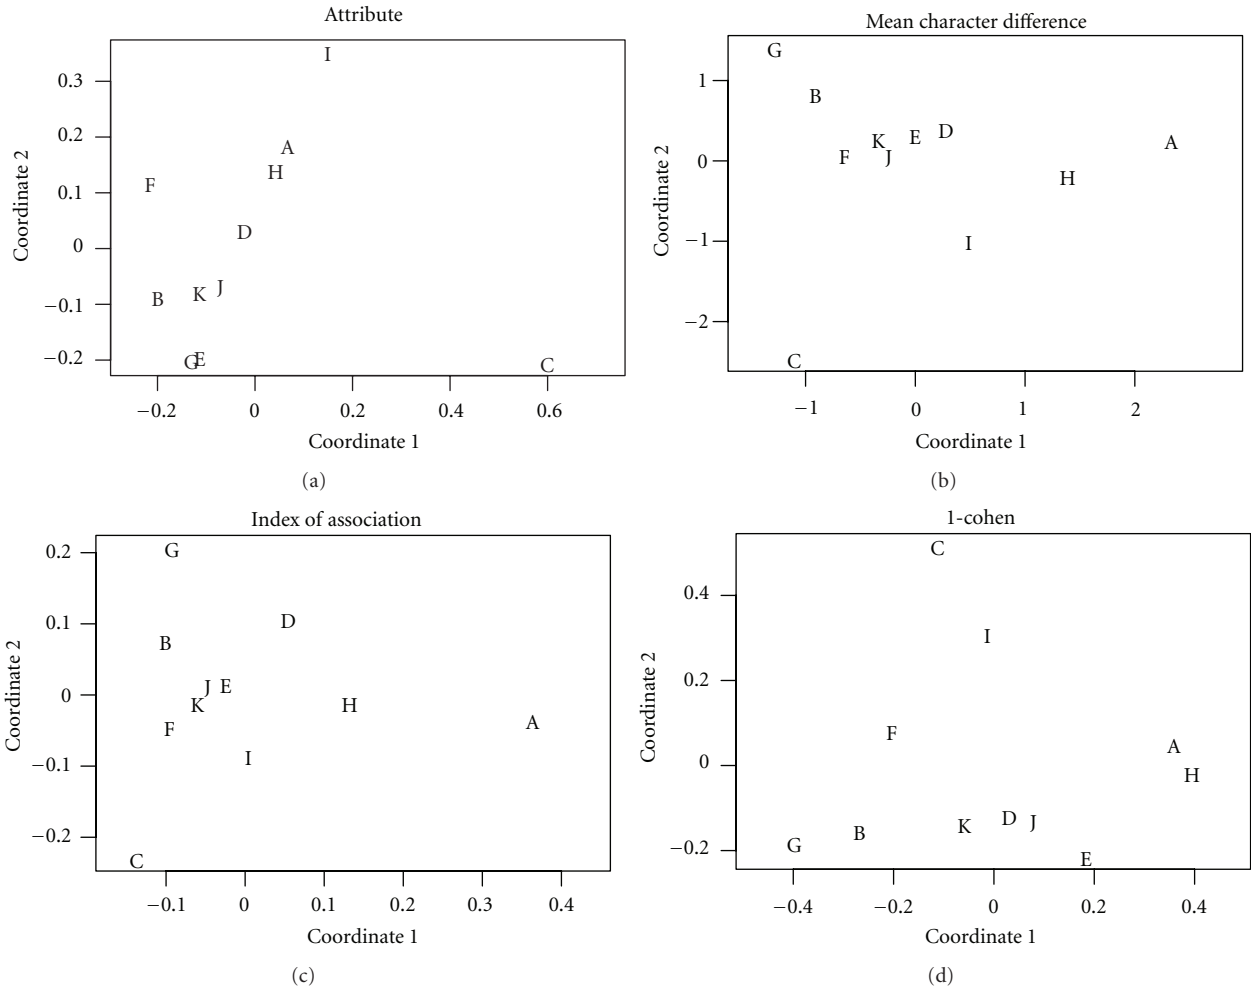 Attribute
I
0.3
0.2
A
H
F
0.1
D
0
J
K
B
−0.1
−0.2
G
E
C
−0.2
0
0.2
0.4
0.6
Coordinate 1
Coordinate 2
(a)
Mean character difference
G
1
B
D
E
K
A
F
J
0
H
−1
I
−2
C
−1
0
1
2
Coordinate 1
Coordinate 2
(b)
Index of association
0.2
G
0.1
D
B
J
E
0
K
H
A
F
I
−0.1
−0.2
C
−0.1
0
0.1
0.2
0.3
0.4
Coordinate 1
Coordinate 2
(c)
1-cohen
C
0.4
I
0.2
F
A
0
H
D
J
K
B
−0.2
G
E
−0.4
−0.2
0
0.2
0.4
Coordinate 1
Coordinate 2
(d)